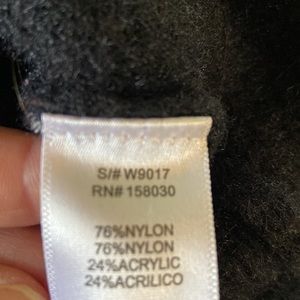 S/# W9017
RN# 158030
76%NYLON
76%NYLON
24%ACRYLIC
24%ACRILICO